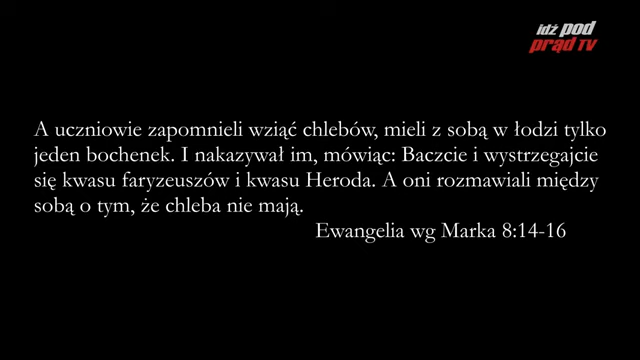 idź pod
prąd TV
A uczniowie zapomnieli wziąć chlebów, mieli z sobą w łodzi tylko
jeden bochenek. I nakazywał im, mówiąc: Baczcie i wystrzegajcie
się kwasu faryzeuszów i kwasu Heroda. A oni rozmawiali między
sobą o tym, że chleba nie mają.
Ewangelia wg Marka 8:14-16